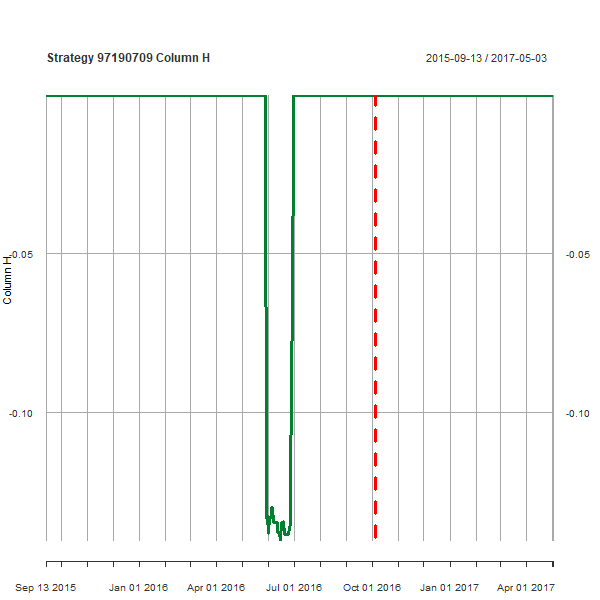 Strategy 97190709 Column H
2015-09-13 / 2017-05-03
Column H
-0.05
-0.05
-0.10
-0.10
Sep 13 2015
Jan 01 2016
Apr 01 2016
Jul 01 2016
Oct 01 2016
Jan 01 2017
Apr 01 2017